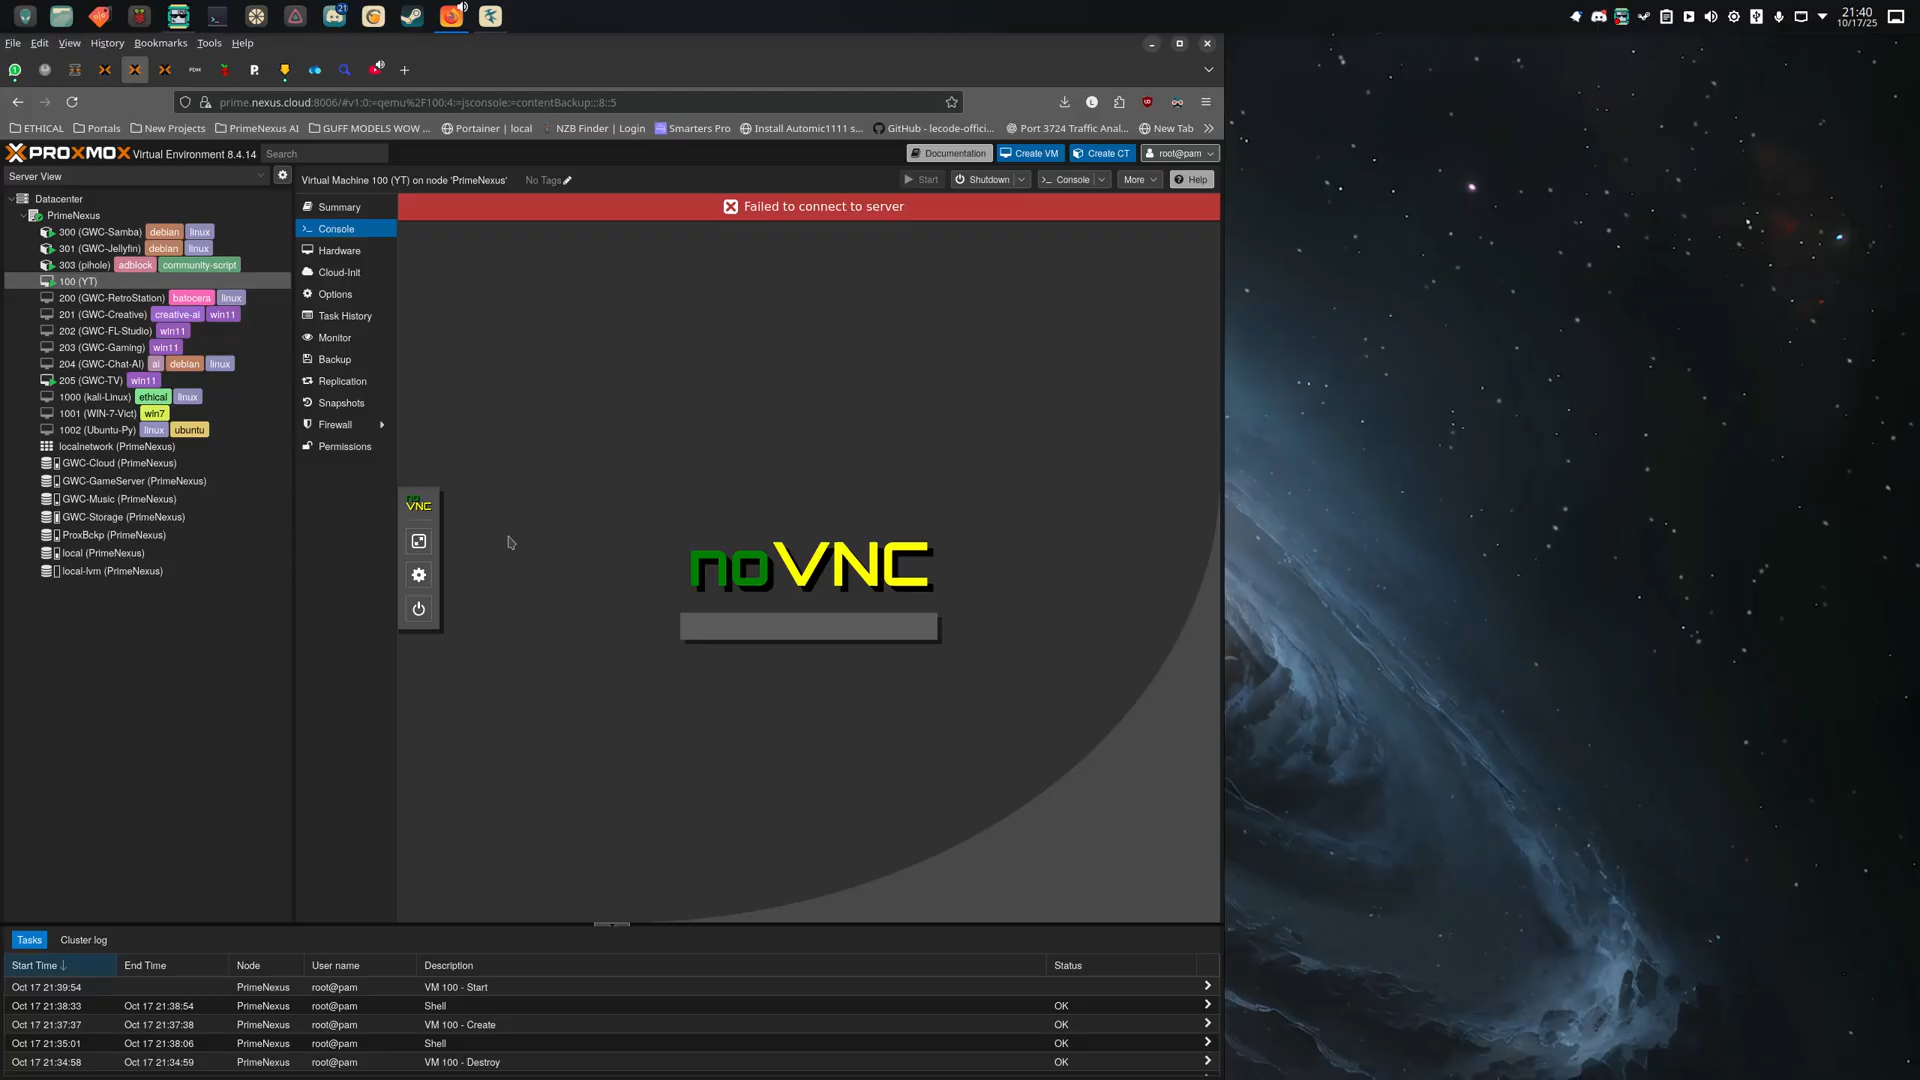 21
21:40
10/17/25
File Edit View History Bookmarks Tools Help
PDM
P.
prime.nexus.cloud:8006/#v1:0:=qemu%2F100:4:=jsconsole:=contentBackup:::8::5
ETHICAL Portals New Projects PrimeNexus AI GUFF MODELS WOW ... Portainer | local NZB Finder | Login Smarters Pro Install Automic1111 s... GitHub - lecode-offici... Port 3724 Traffic Anal... New Tab
PROXMOX Virtual Environment 8.4.14 Search Documentation Create VM Create CT root@pam
Server View
Virtual Machine 100 (YT) on node 'PrimeNexus' No Tags Start Shutdown Console More Help
Datacenter
PrimeNexus
300 (GWC-Samba) debian linux
301 (GWC-Jellyfin) debian linux
303 (pihole) adblock community-script
100 (YT)
200 (GWC-RetroStation) batocera linux
201 (GWC-Creative) creative-ai win11
202 (GWC-FL-Studio) win11
203 (GWC-Gaming) win11
204 (GWC-Chat-AI) ai debian linux
205 (GWC-TV) win11
1000 (kali-Linux) ethical linux
1001 (WIN-7-Vict) win7
1002 (Ubuntu-Py) linux ubuntu
localnetwork (PrimeNexus)
GWC-Cloud (PrimeNexus)
GWC-GameServer (PrimeNexus)
GWC-Music (PrimeNexus)
GWC-Storage (PrimeNexus)
ProxBckp (PrimeNexus)
local (PrimeNexus)
local-lvm (PrimeNexus)
Summary
Console
Hardware
Cloud-Init
Options
Task History
Monitor
Backup
Replication
Snapshots
Firewall
Permissions
Failed to connect to server
no
VNC
noVNC
Tasks Cluster log
Start Time End Time Node User name Description Status
Oct 17 21:39:54 PrimeNexus root@pam VM 100 - Start
Oct 17 21:38:33 Oct 17 21:38:54 PrimeNexus root@pam Shell OK
Oct 17 21:37:37 Oct 17 21:37:38 PrimeNexus root@pam VM 100 - Create OK
Oct 17 21:35:01 Oct 17 21:38:06 PrimeNexus root@pam Shell OK
Oct 17 21:34:58 Oct 17 21:34:59 PrimeNexus root@pam VM 100 - Destroy OK